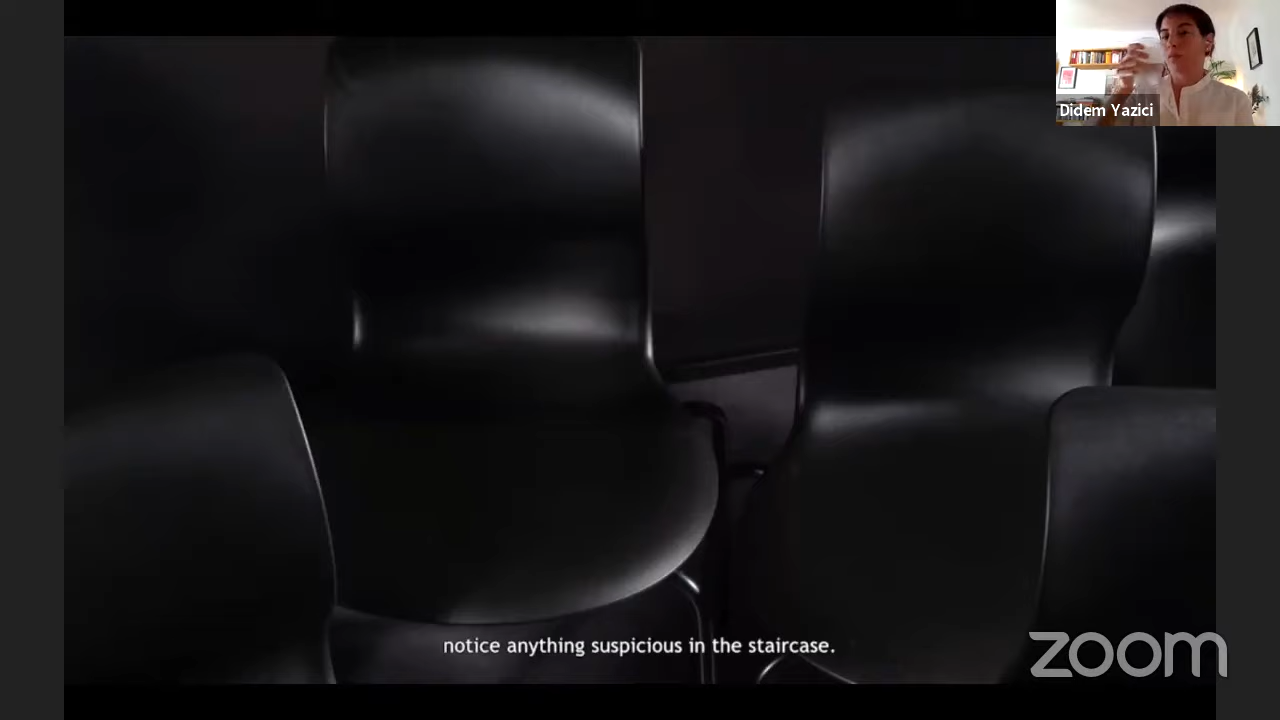 Didem Yazici
notice anything suspicious in the staircase.
zoom